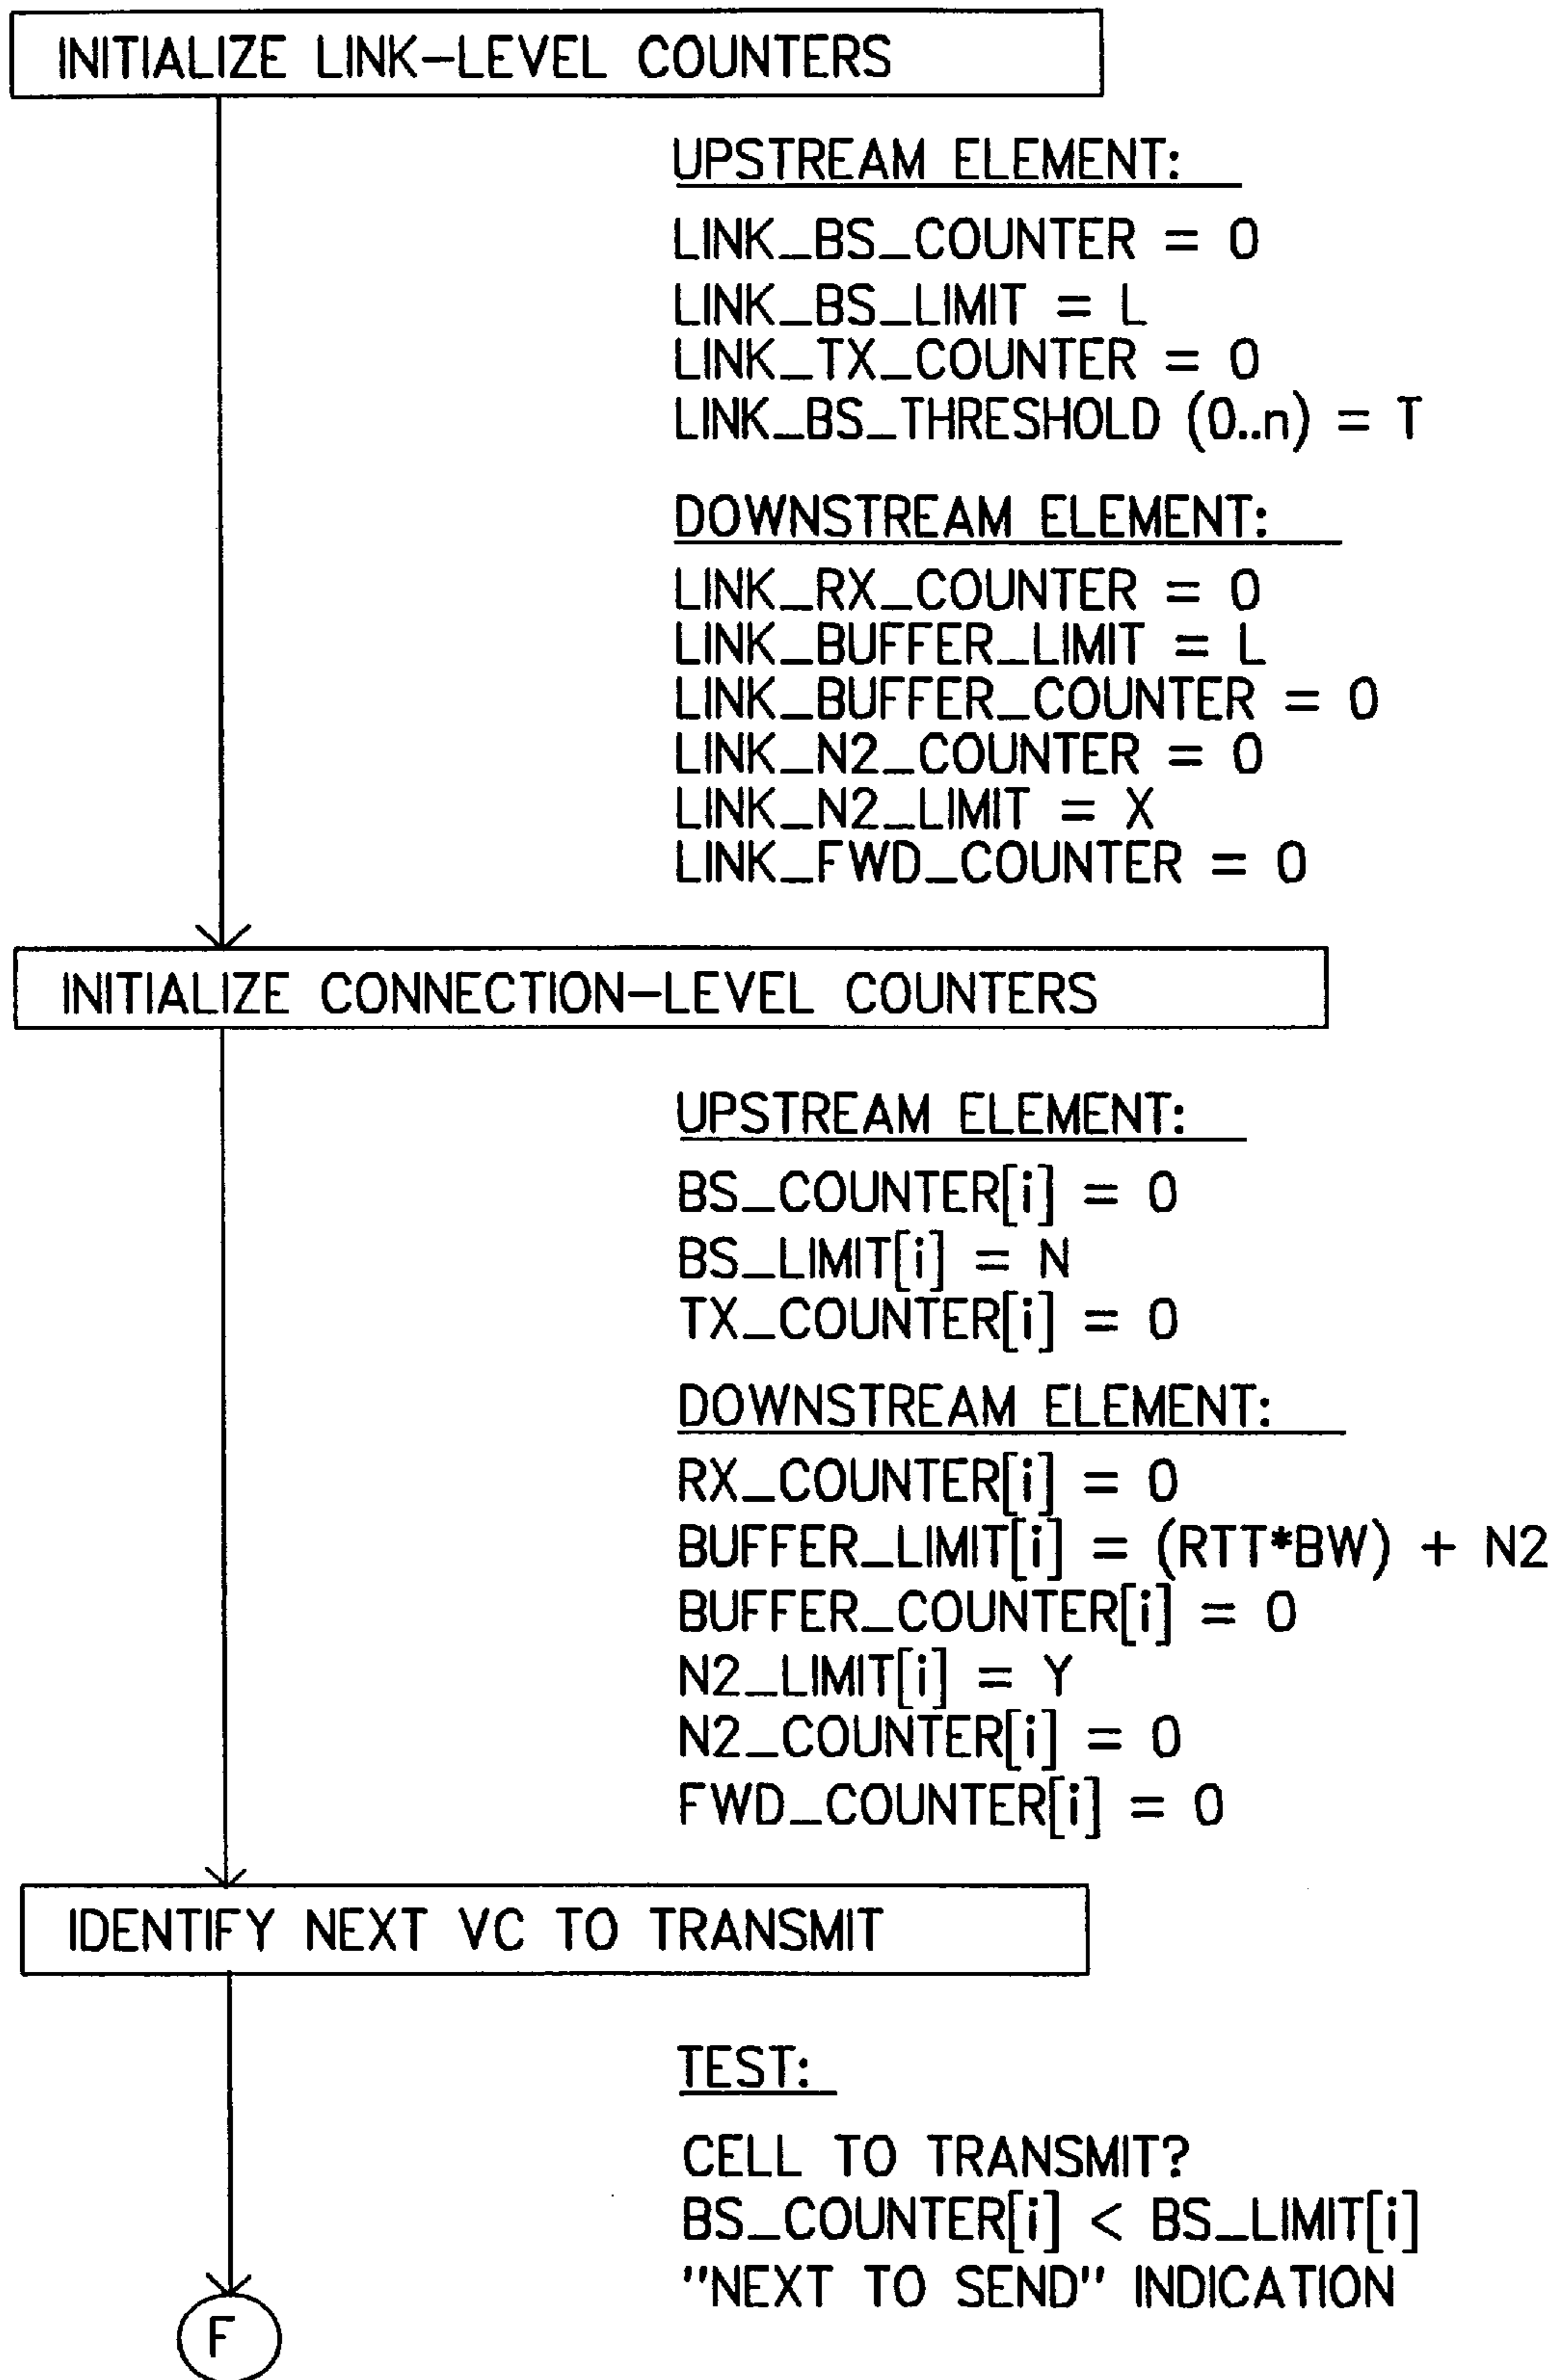 INITIALIZE LINK–LEVEL COUNTERS
UPSTREAM ELEMENT:
LINK_BS_COUNTER = 0
LINK_BS_LIMIT = L
LINK_TX_COUNTER = 0
LINK_BS_THRESHOLD (0..n) = T
DOWNSTREAM ELEMENT:
LINK_RX_COUNTER = 0
LINK_BUFFER_LIMIT = L
LINK_BUFFER_COUNTER = 0
LINK_N2_COUNTER = 0
LINK_N2_LIMIT = X
LINK_FWD_COUNTER = 0
INITIALIZE CONNECTION–LEVEL COUNTERS
UPSTREAM ELEMENT:
BS_COUNTER[i] = 0
BS_LIMIT[i] = N
TX_COUNTER[i] = 0
DOWNSTREAM ELEMENT:
RX_COUNTER[i] = 0
BUFFER_LIMIT[i] = (RTT*BW) + N2
BUFFER_COUNTER[i] = 0
N2_LIMIT[i] = Y
N2_COUNTER[i] = 0
FWD_COUNTER[i] = 0
IDENTIFY NEXT VC TO TRANSMIT
TEST:
CELL TO TRANSMIT?
BS_COUNTER[i] < BS_LIMIT[i]
"NEXT TO SEND" INDICATION
F